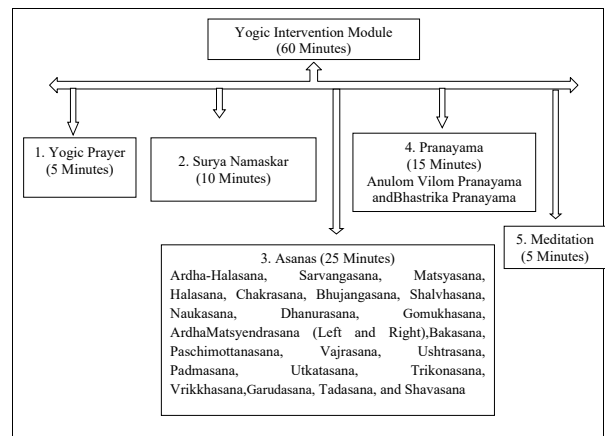 Yogic Intervention Module
(60 Minutes)
1. Yogic Prayer
(5 Minutes)
2. Surya Namaskar
(10 Minutes)
4. Pranayama
(15 Minutes)
Anulom Vilom Pranayama
andBhastrika Pranayama
5. Meditation
(5 Minutes)
3. Asanas (25 Minutes)
Ardha-Halasana, Sarvangasana, Matsyasana,
Halasana, Chakrasana, Bhujangasana, Shalvhasana,
Naukasana, Dhanurasana, Gomukhasana,
ArdhaMatsyendrasana (Left and Right),Bakasana,
Paschimottanasana, Vajrasana, Ushtrasana,
Padmasana, Utkatasana, Trikonasana,
Vrikkhasana,Garudasana, Tadasana, and Shavasana